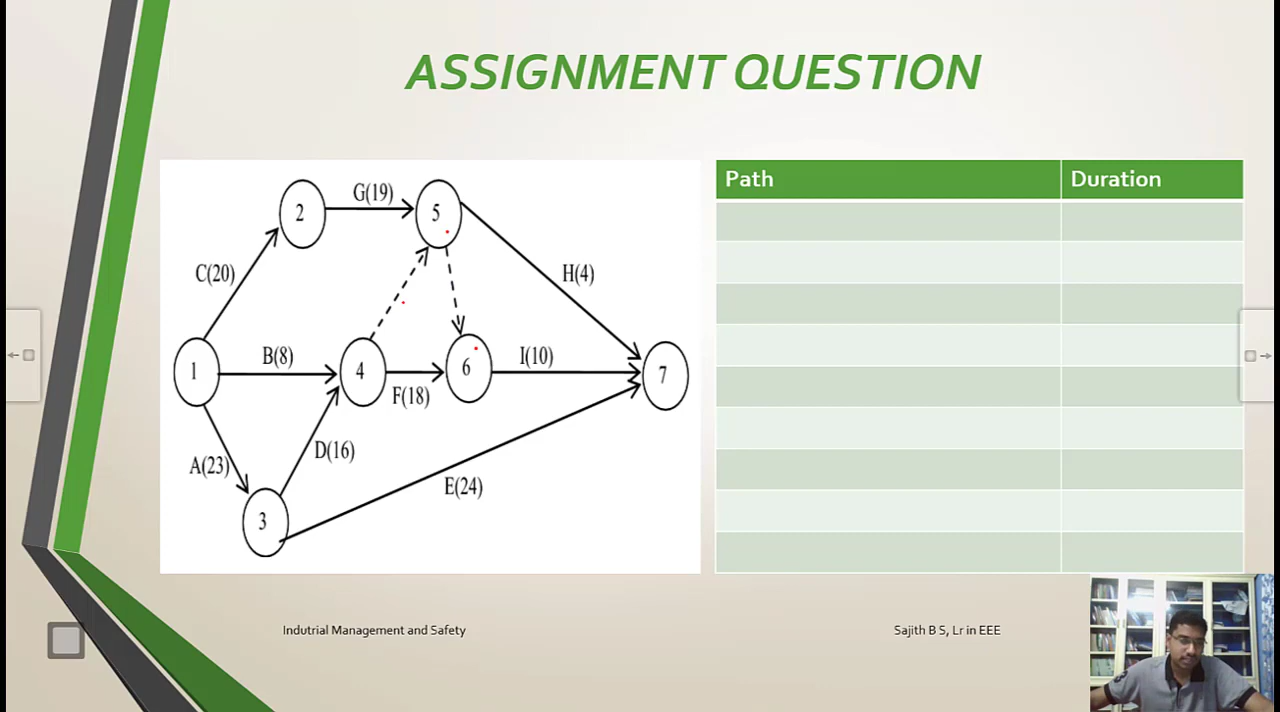 ASSIGNMENT QUESTION
G(19)
2
5
C(20)
H(4)
B(8)
I(10)
1
4
6
7
F(18)
D(16)
A(23)
E(24)
3
Path Duration
Indutrial Management and Safety
Sajith B S, Lr in EEE